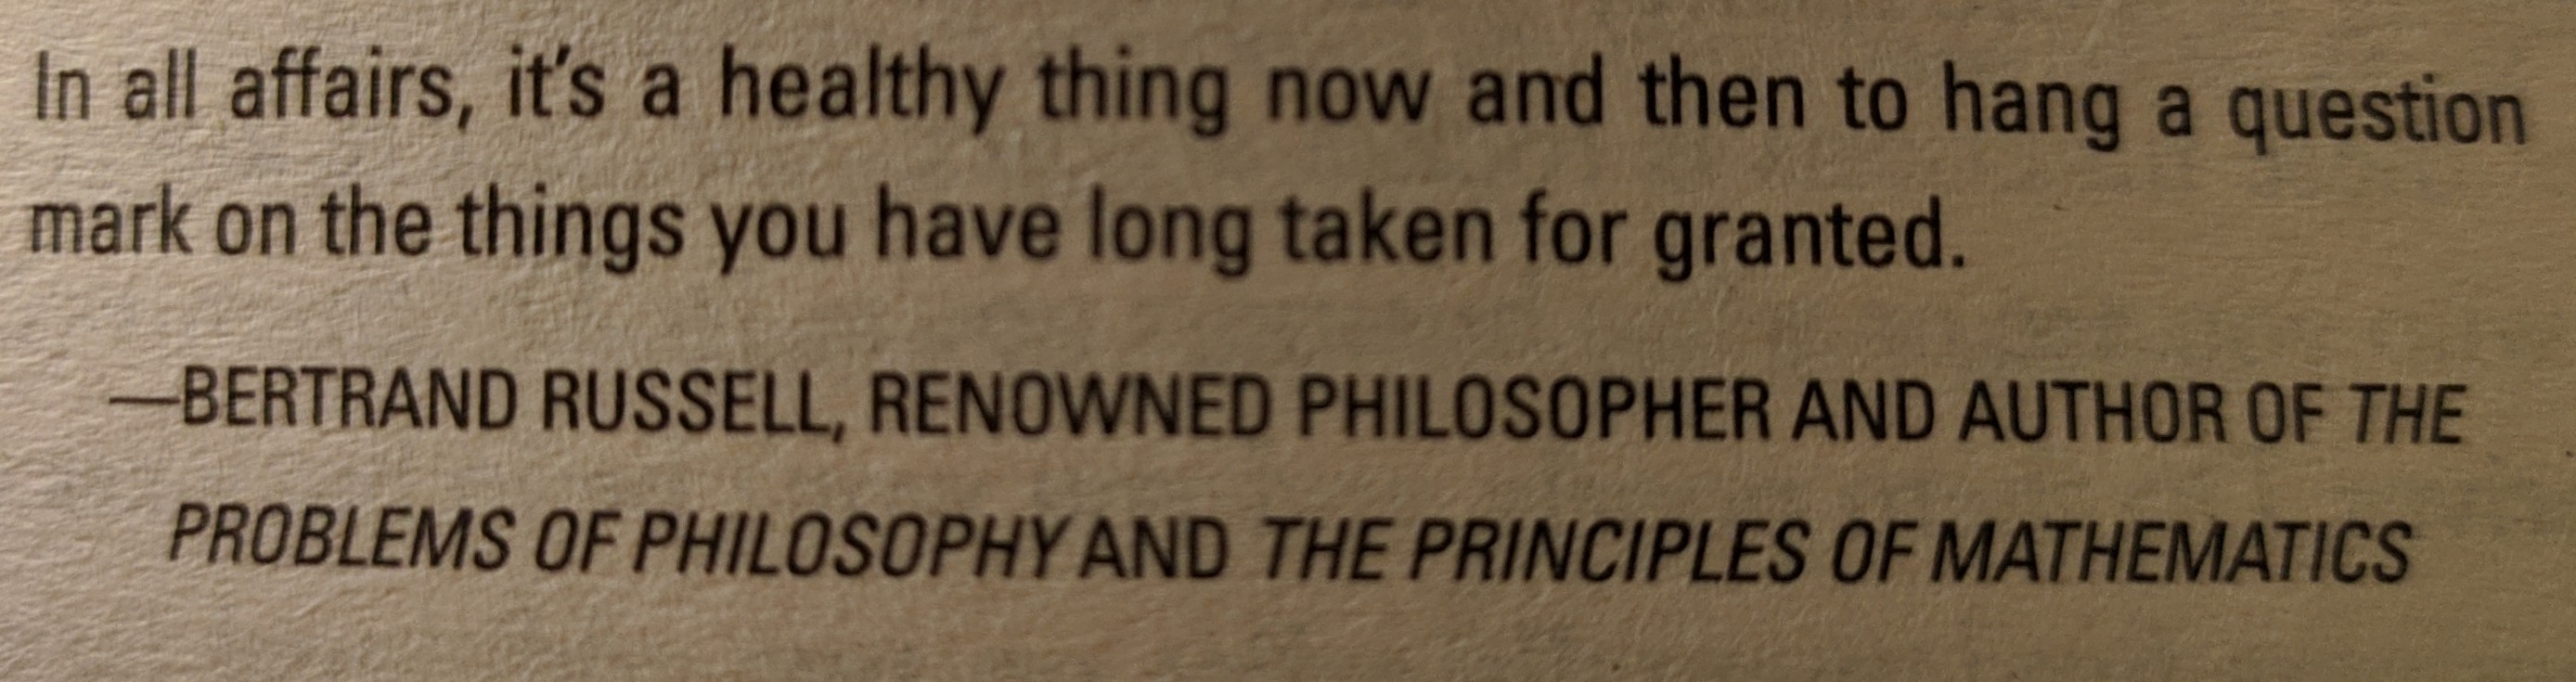 In all affairs, it's a healthy thing now and then to hang a question
mark on the things you have long taken for granted.
—BERTRAND RUSSELL, RENOWNED PHILOSOPHER AND AUTHOR OF THE
PROBLEMS OF PHILOSOPHY AND THE PRINCIPLES OF MATHEMATICS